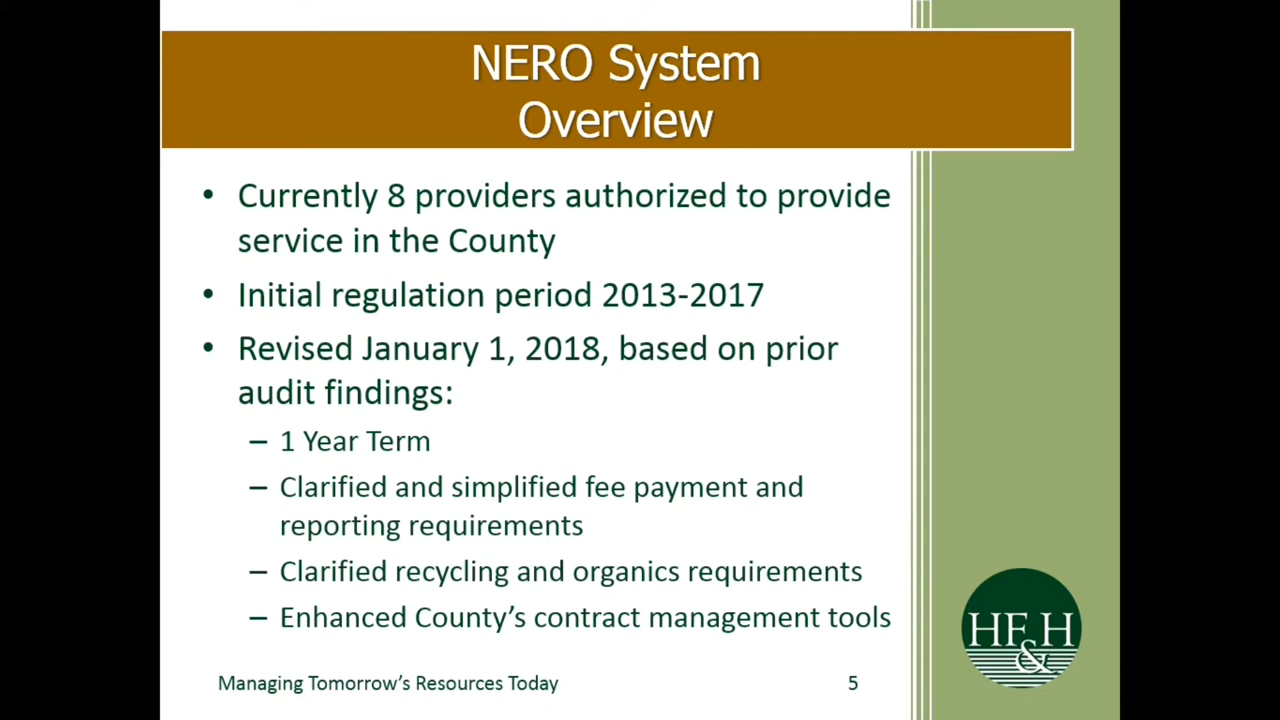 NERO System
Overview
• Currently 8 providers authorized to provide
service in the County
• Initial regulation period 2013-2017
• Revised January 1, 2018, based on prior
audit findings:
– 1 Year Term
– Clarified and simplified fee payment and
reporting requirements
– Clarified recycling and organics requirements
– Enhanced County’s contract management tools
HF&H
Managing Tomorrow’s Resources Today
5